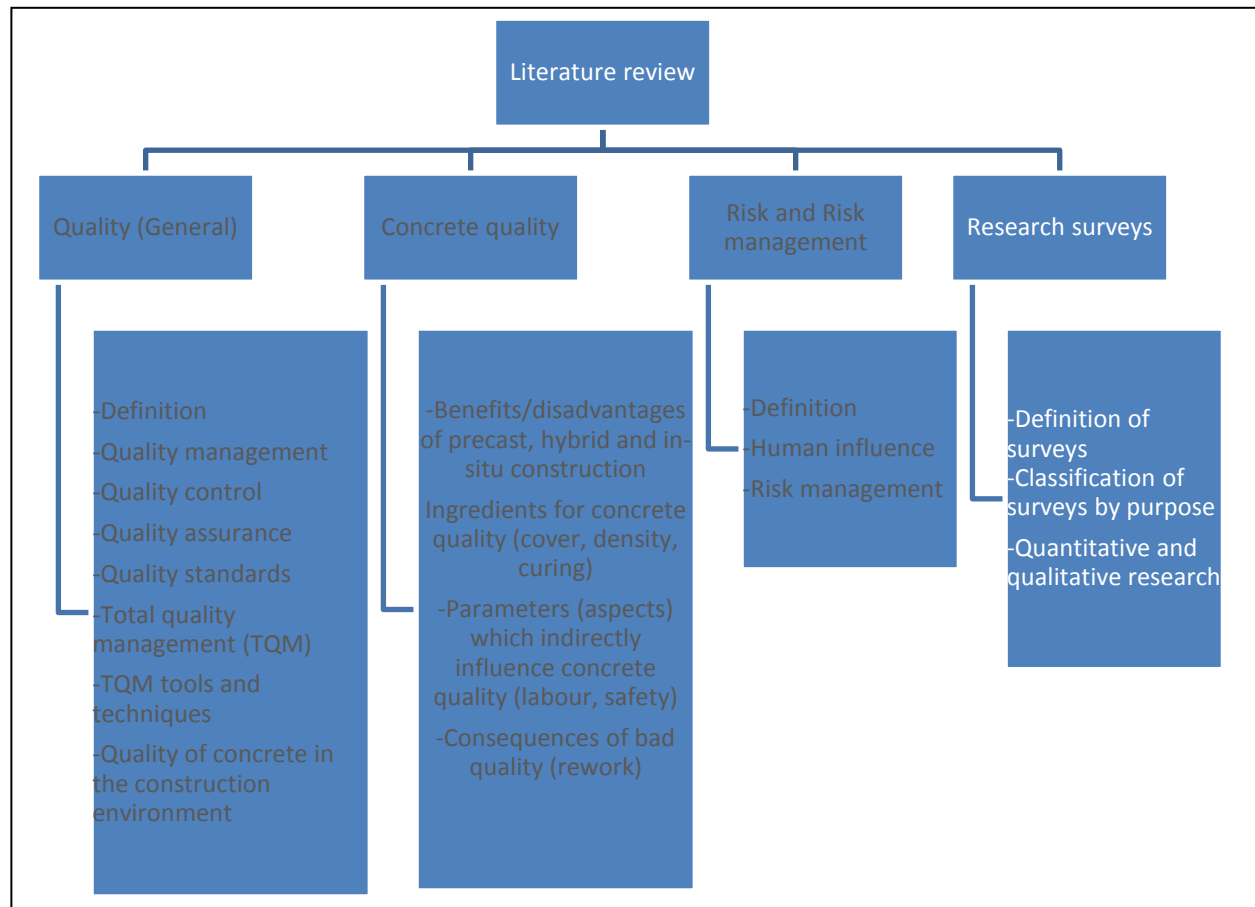 Literature review
Quality (General)
Concrete quality
Risk and Risk
management
Research surveys
-Definition
-Quality management
-Quality control
-Quality assurance
-Quality standards
-Total quality
management (TQM)
-TQM tools and
techniques
-Quality of concrete in
the construction
environment
-Benefits/disadvantages
of precast, hybrid and in-
situ construction
Ingredients for concrete
quality (cover, density,
curing)
-Parameters (aspects)
which indirectly
influence concrete
quality (labour, safety)
-Consequences of bad
quality (rework)
-Definition
-Human influence
-Risk management
-Definition of
surveys
-Classification of
surveys by purpose
-Quantitative and
qualitative research